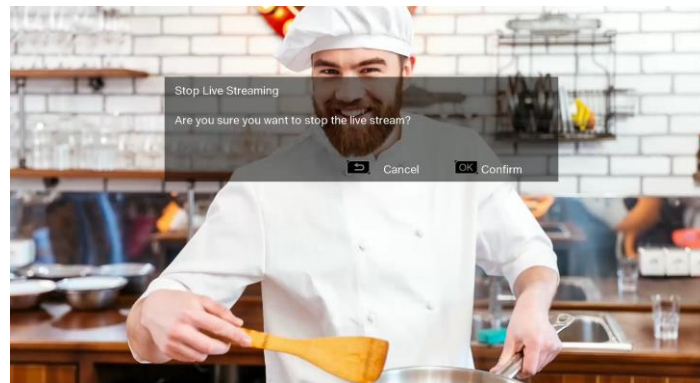 Stop Live Streaming
Are you sure you want to stop the live stream?
Cancel OK Confirm